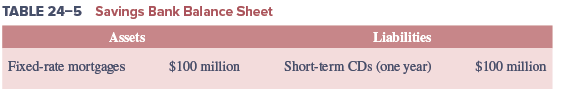 TABLE 24–5 Savings Bank Balance Sheet
Assets Liabilities
Fixed-rate mortgages $100 million Short-term CDs (one year) $100 million